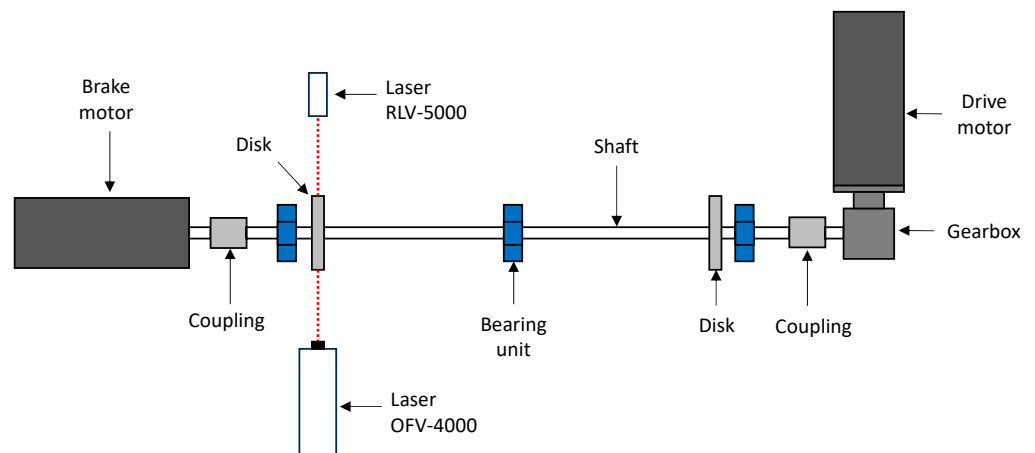 Brake
motor
Disk
Laser
RLV-5000
Shaft
Drive
motor
Gearbox
Coupling
Bearing
unit
Disk
Coupling
Laser
OFV-4000